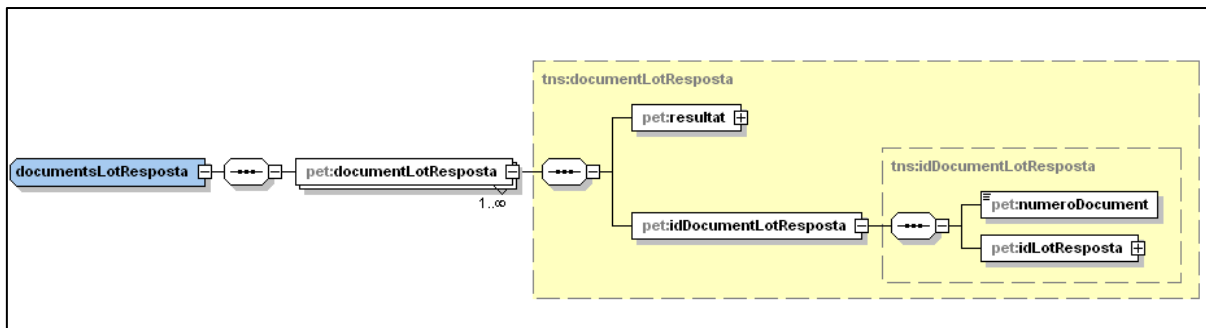 tns:documentLotResposta
pet:resultat
tns:idDocumentLotResposta
documentsLotResposta
pet:documentLotResposta
1..∞
pet:numeroDocument
pet:idDocumentLotResposta
pet:idLotResposta